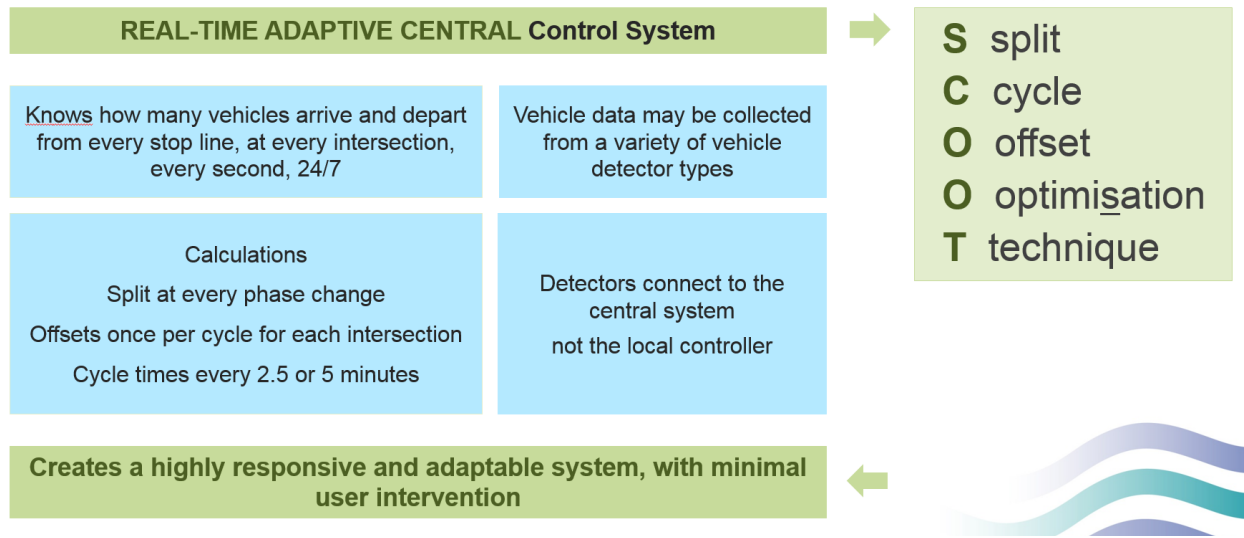 REAL-TIME ADAPTIVE CENTRAL Control System
Knows how many vehicles arrive and depart
from every stop line, at every intersection,
every second, 24/7
Vehicle data may be collected
from a variety of vehicle
detector types
Calculations
Split at every phase change
Offsets once per cycle for each intersection
Cycle times every 2.5 or 5 minutes
Detectors connect to the
central system
not the local controller
Creates a highly responsive and adaptable system, with minimal
user intervention
S split
C cycle
O offset
O optimisation
T technique